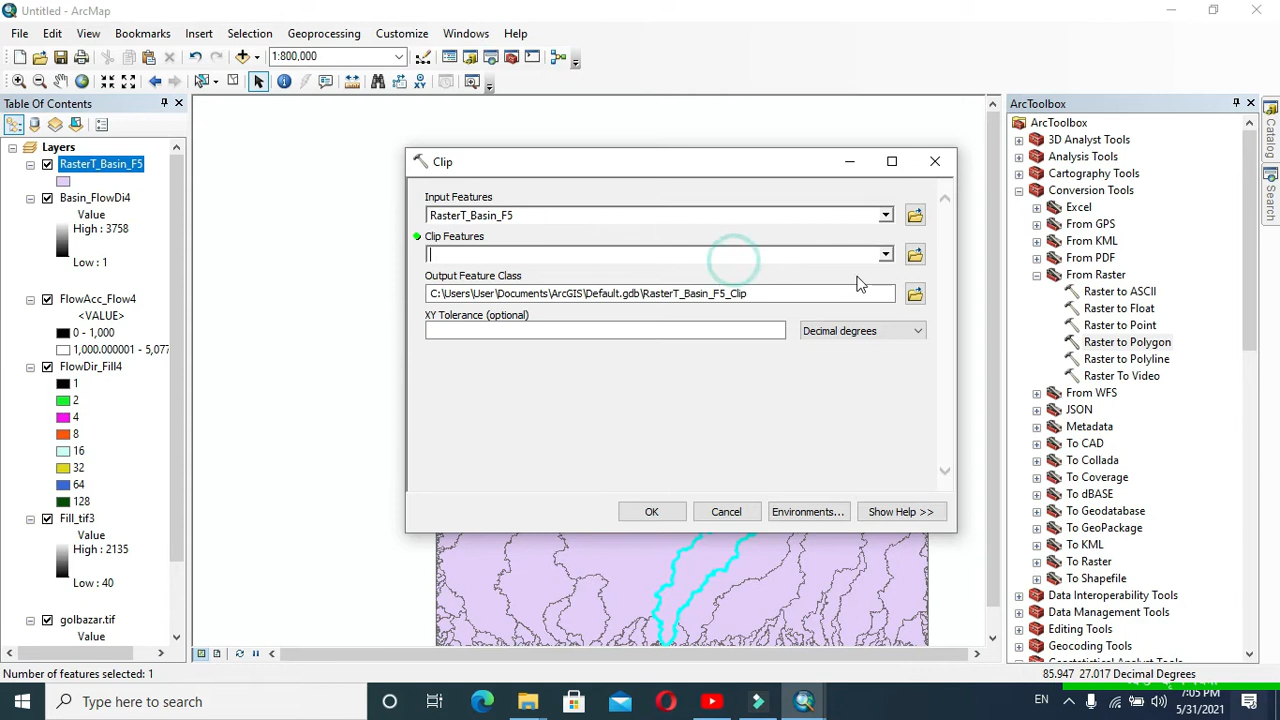 Untitled - ArcMap
File Edit View Bookmarks Insert Selection Geoprocessing Customize Windows Help
1:800,000
Table Of Contents
Layers
RasterT_Basin_F5
Basin_FlowDi4
Value
High : 3758
Low : 1
FlowAcc_Flow4
<VALUE>
0 - 1,000
1,000.000001 - 5,077
FlowDir_Fill4
1
2
4
8
16
32
64
128
Fill_tif3
High : 2135
Low : 40
golbazar.tif
Value
Clip
Input Features
RasterT_Basin_F5
Clip Features
Output Feature Class
C:\Users\User\Documents\ArcGIS\Default.gdb\RasterT_Basin_F5_Clip
XY Tolerance (optional)
Decimal degrees
OK Cancel Environments... Show Help >>
ArcToolbox
ArcToolbox
3D Analyst Tools
Analysis Tools
Cartography Tools
Conversion Tools
Excel
From GPS
From KML
From PDF
From Raster
Raster to ASCII
Raster to Float
Raster to Point
Raster to Polygon
Raster to Polyline
Raster To Video
From WFS
JSON
Metadata
To CAD
To Collada
To Coverage
To dBASE
To Geodatabase
To GeoPackage
To KML
To Raster
To Shapefile
Data Interoperability Tools
Data Management Tools
Editing Tools
Geocoding Tools
Catalog
Search
Number of features selected: 1
85.947 27.017 Decimal Degrees
Type here to search
EN
7:05 PM
5/31/2021